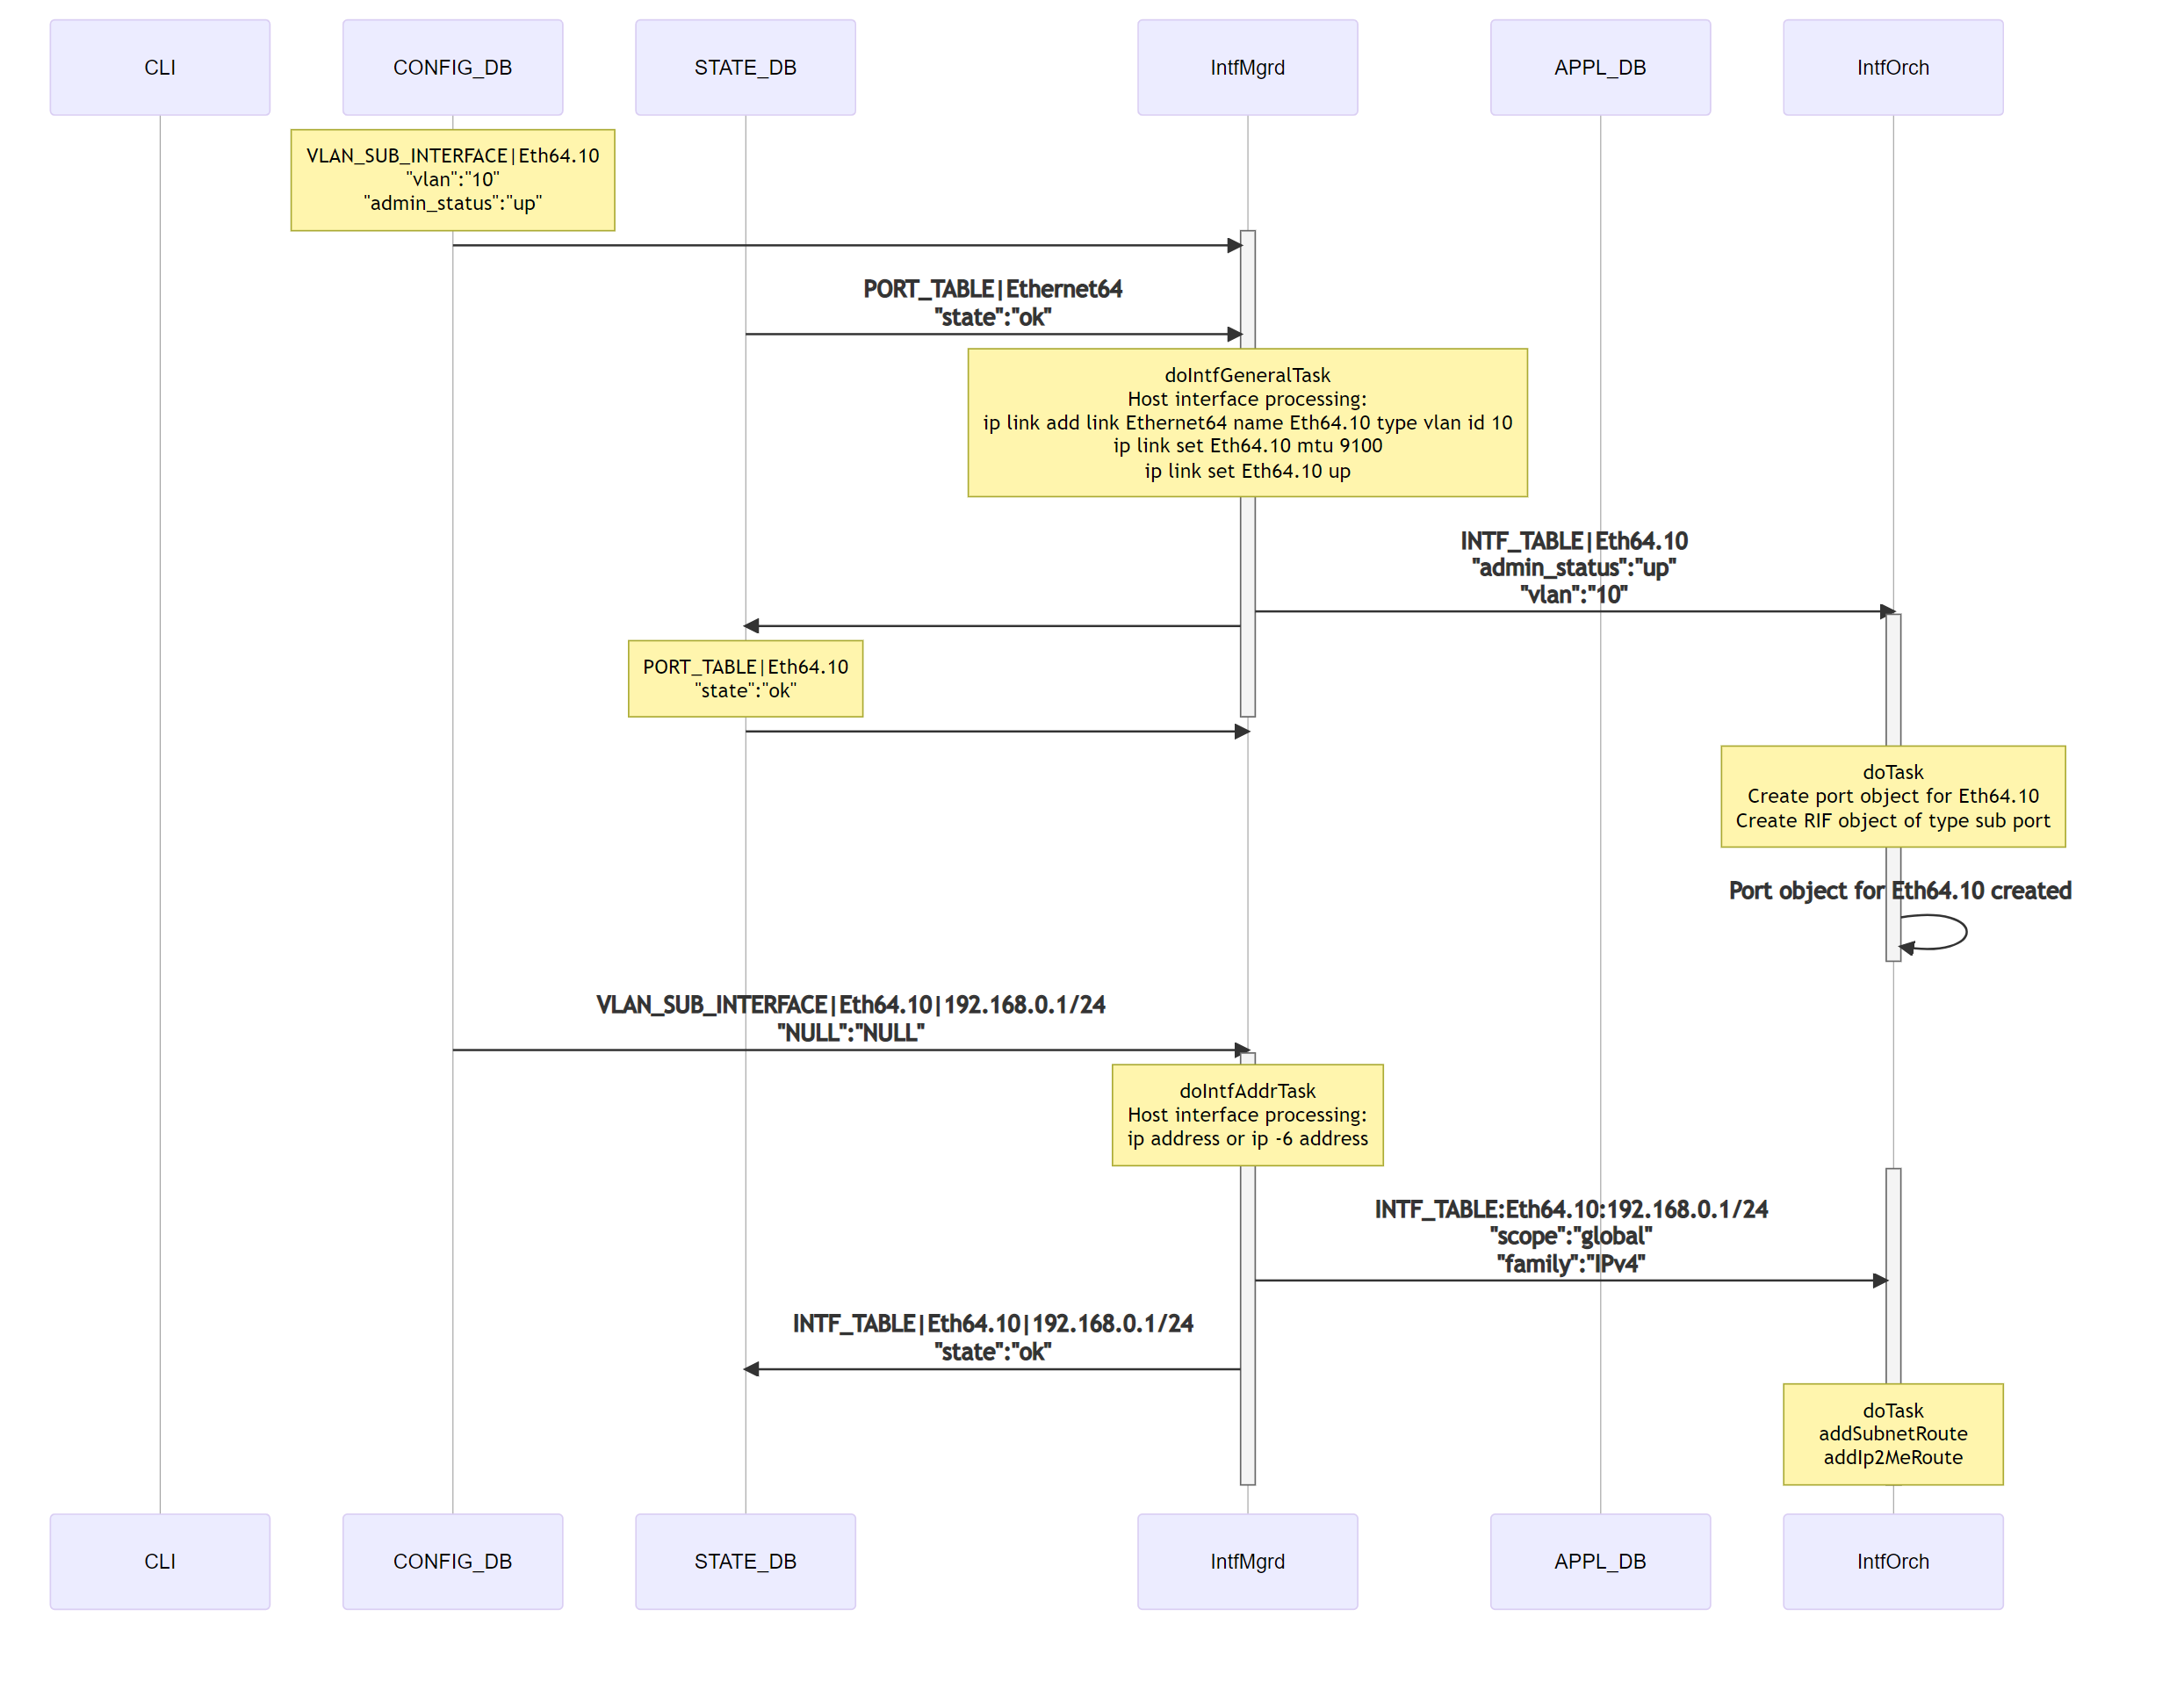 CLI
CONFIG_DB
STATE_DB
IntfMgrd
APPL_DB
IntfOrch
VLAN_SUB_INTERFACE|Eth64.10
"vlan":"10"
"admin_status":"up"
PORT_TABLE|Ethernet64
"state":"ok"
doIntfGeneralTask
Host interface processing:
ip link add link Ethernet64 name Eth64.10 type vlan id 10
ip link set Eth64.10 mtu 9100
ip link set Eth64.10 up
INTF_TABLE|Eth64.10
"admin_status":"up"
"vlan":"10"
PORT_TABLE|Eth64.10
"state":"ok"
doTask
Create port object for Eth64.10
Create RIF object of type sub port
Port object for Eth64.10 created
VLAN_SUB_INTERFACE|Eth64.10|192.168.0.1/24
"NULL":"NULL"
doIntfAddrTask
Host interface processing:
ip address or ip -6 address
INTF_TABLE:Eth64.10:192.168.0.1/24
"scope":"global"
"family":"IPv4"
INTF_TABLE|Eth64.10|192.168.0.1/24
"state":"ok"
doTask
addSubnetRoute
addIp2MeRoute
CLI
CONFIG_DB
STATE_DB
IntfMgrd
APPL_DB
IntfOrch